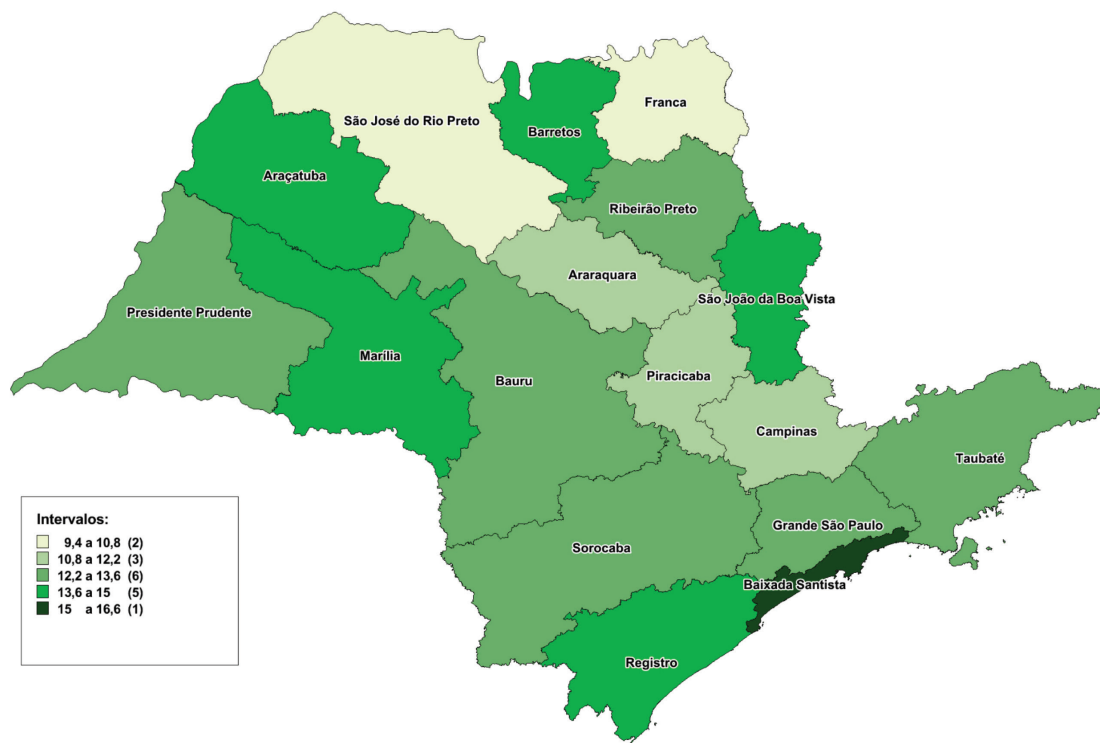 Franca
São José do Rio Preto
Barretos
Araçatuba
Ribeirão Preto
Araraquara
São João da Boa Vista
Presidente Prudente
Marília
Bauru
Piracicaba
Campinas
Taubaté
Grande São Paulo
Sorocaba
Baixada Santista
Registro
Intervalos:
9,4 a 10,8 (2)
10,8 a 12,2 (3)
12,2 a 13,6 (6)
13,6 a 15 (5)
15 a 16,6 (1)